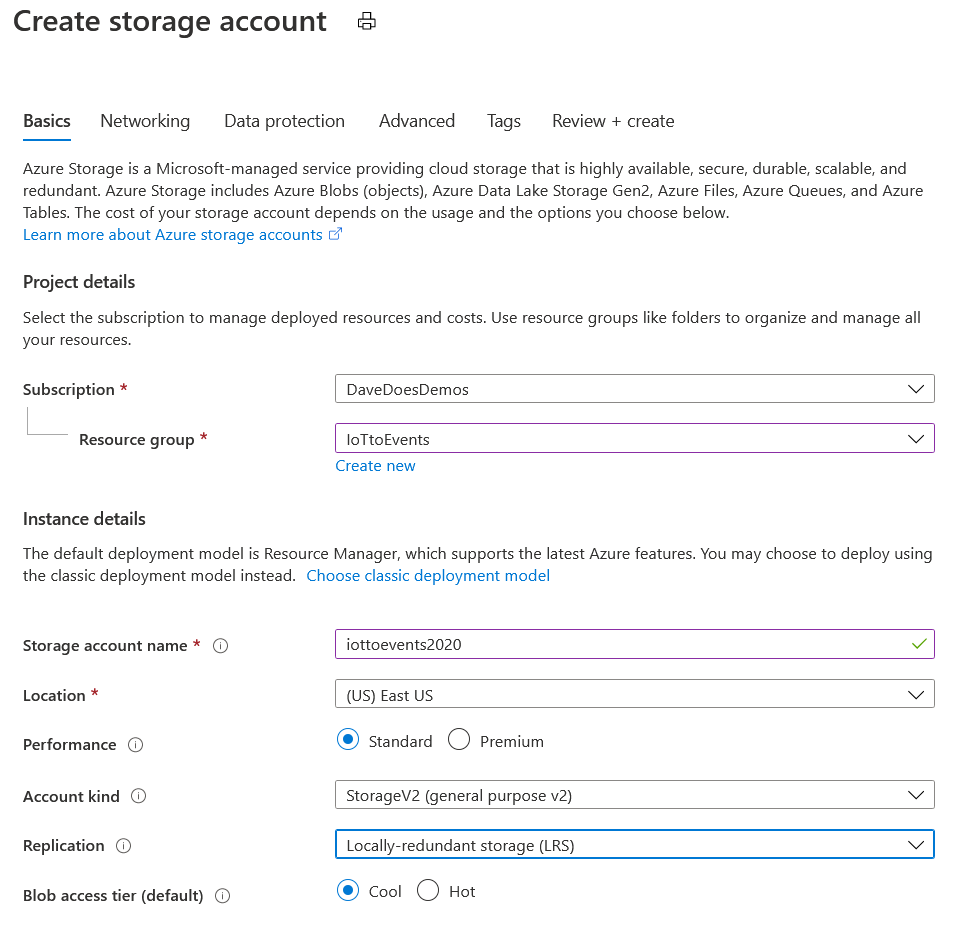 Create storage account
Basics Networking Data protection Advanced Tags Review + create
Azure Storage is a Microsoft-managed service providing cloud storage that is highly available, secure, durable, scalable, and
redundant. Azure Storage includes Azure Blobs (objects), Azure Data Lake Storage Gen2, Azure Files, Azure Queues, and Azure
Tables. The cost of your storage account depends on the usage and the options you choose below.
Learn more about Azure storage accounts
Project details
Select the subscription to manage deployed resources and costs. Use resource groups like folders to organize and manage all
your resources.
Subscription * DaveDoesDemos
Resource group * IoTtoEvents
Create new
Instance details
The default deployment model is Resource Manager, which supports the latest Azure features. You may choose to deploy using
the classic deployment model instead. Choose classic deployment model
Storage account name * iottoevents2020
Location * (US) East US
Performance Standard Premium
Account kind StorageV2 (general purpose v2)
Replication Locally-redundant storage (LRS)
Blob access tier (default) Cool Hot